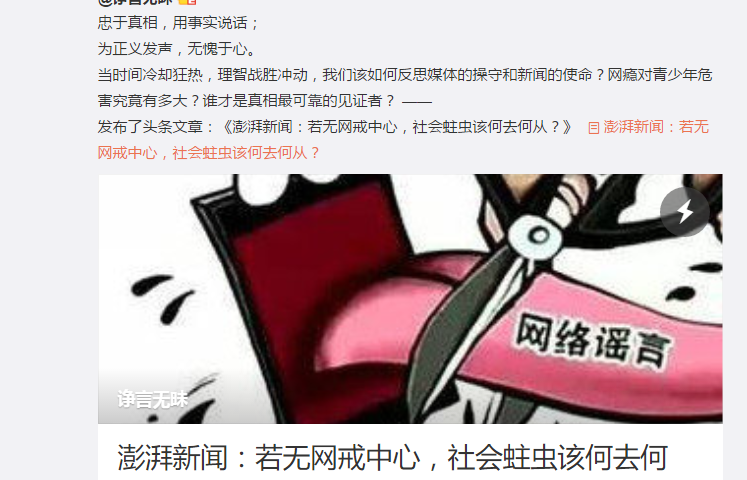 @诤言无昧
忠于真相，用事实说话；
为正义发声，无愧于心。
当时间冷却狂热，理智战胜冲动，我们该如何反思媒体的操守和新闻的使命？网瘾对青少年危
害究竟有多大？谁才是真相最可靠的见证者？ ——
发布了头条文章：《澎湃新闻：若无网戒中心，社会蛀虫该何去何从？》 澎湃新闻：若无
网戒中心，社会蛀虫该何去何从？
网络谣言
诤言无昧
澎湃新闻：若无网戒中心，社会蛀虫该何去何